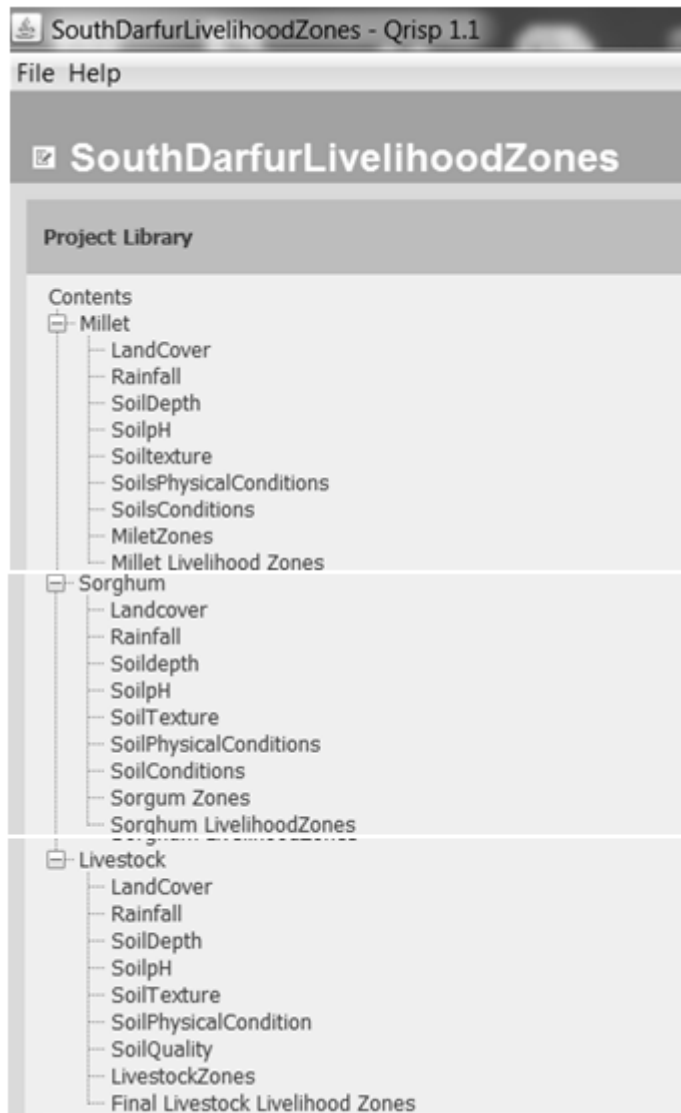 SouthDarfurLivelihoodZones - Qrisp 1.1
File Help
SouthDarfurLivelihoodZones
Project Library
Contents
Millet
LandCover
Rainfall
SoilDepth
SoilpH
Soiltexture
SoilsPhysicalConditions
SoilsConditions
MiletZones
Millet Livelihood Zones
Sorghum
Landcover
Rainfall
Soildepth
SoilpH
SoilTexture
SoilPhysicalConditions
SoilConditions
Sorgum Zones
Sorghum LivelihoodZones
Livestock
LandCover
Rainfall
SoilDepth
SoilpH
SoilTexture
SoilPhysicalCondition
SoilQuality
LivestockZones
Final Livestock Livelihood Zones